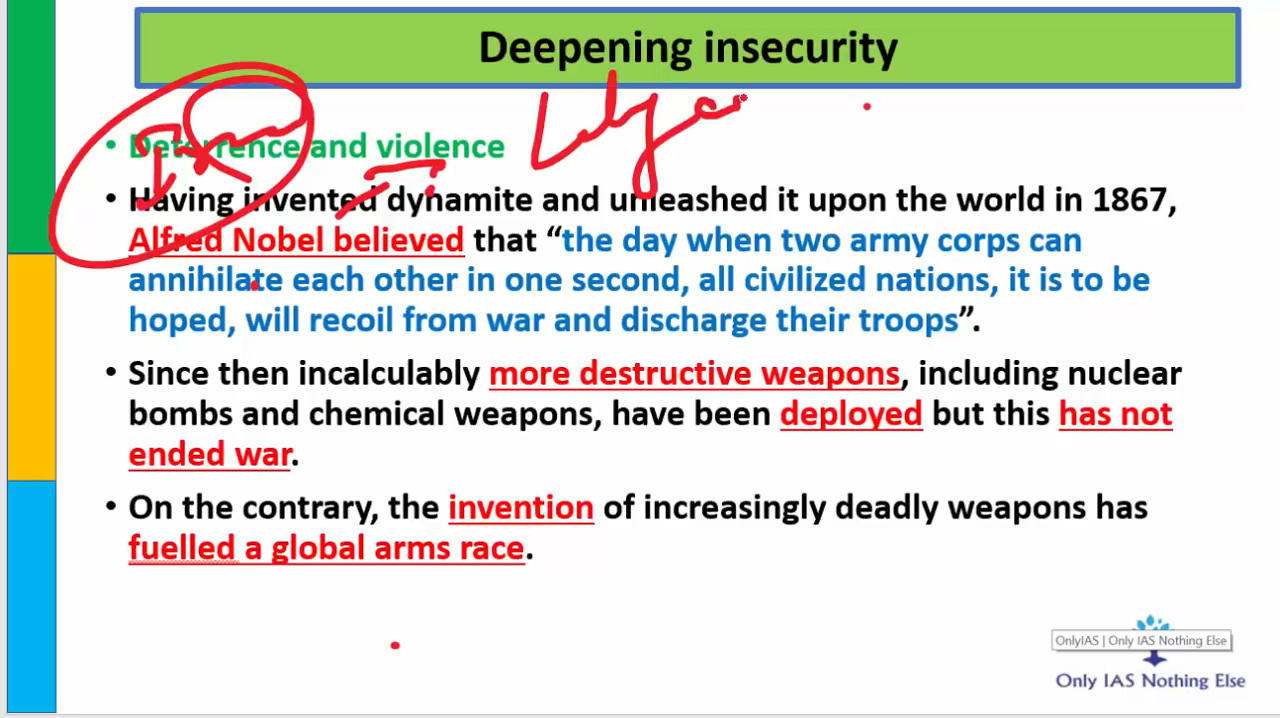 Deepening insecurity
• Deterrence and violence
• Having invented dynamite and unleashed it upon the world in 1867,
Alfred Nobel believed that “the day when two army corps can
annihilate each other in one second, all civilized nations, it is to be
hoped, will recoil from war and discharge their troops”.
• Since then incalculably more destructive weapons, including nuclear
bombs and chemical weapons, have been deployed but this has not
ended war.
• On the contrary, the invention of increasingly deadly weapons has
fuelled a global arms race.
OnlyIAS | Only IAS Nothing Else
Only IAS Nothing Else